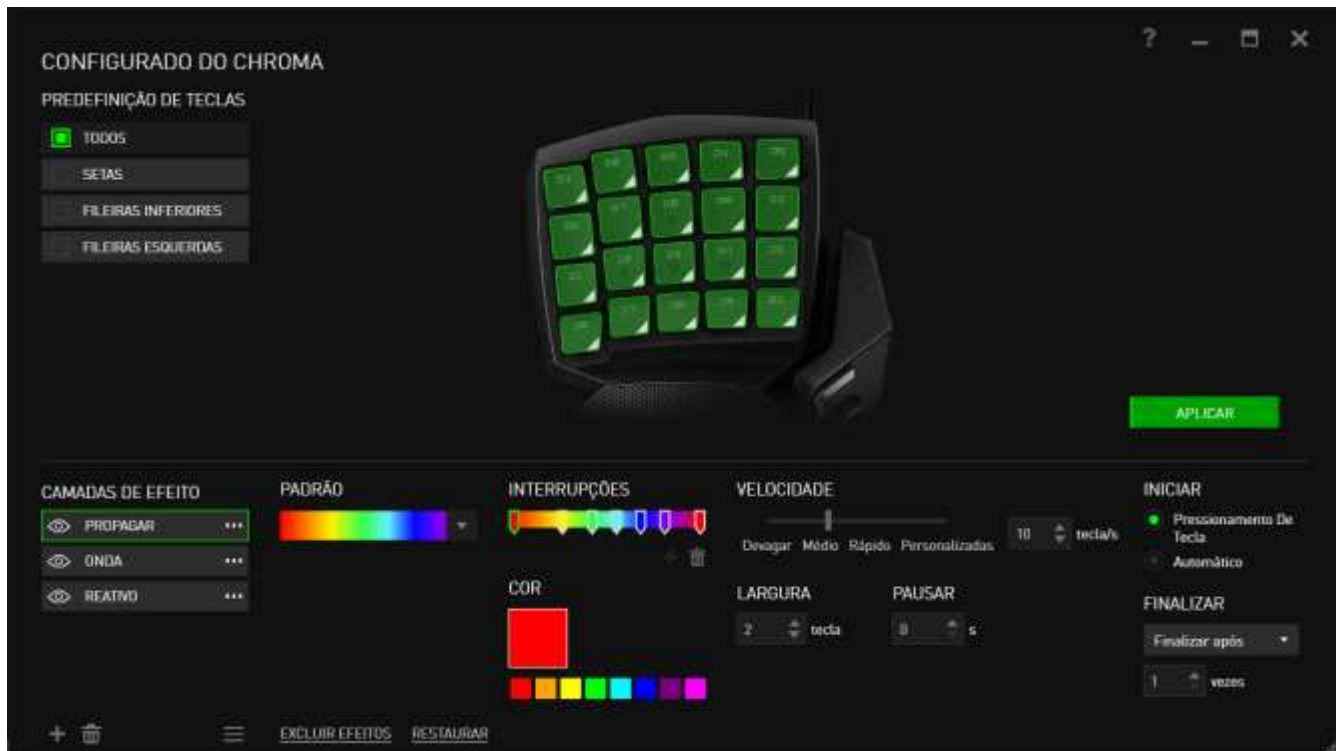 ?
CONFIGURADO DO CHROMA
PREDEFINIÇÃO DE TECLAS
TODOS
SETAS
FILEIRAS INFERIORES
FILEIRAS ESQUERDAS
APLICAR
CAMADAS DE EFEITO
PROPAGAR
ONDA
REATIVO
PADRÃO
INTERRUPÇÕES
COR
VELOCIDADE
Devagar Médio Rápido Personalizadas
10 tecla/s
LARGURA
2 tecla
PAUSAR
0 s
INICIAR
Pressionamento De
Tecla
Automático
FINALIZAR
Finalizar após
1 vezes
EXCLUIR EFEITOS RESTAURAR